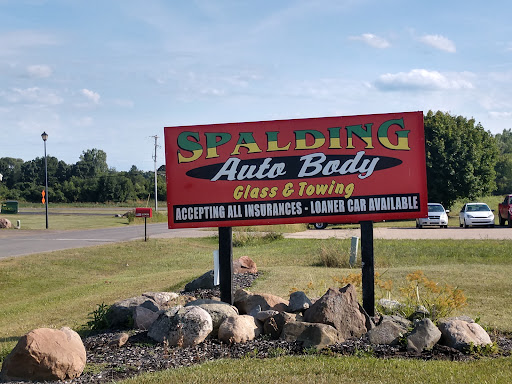 SPALDING
Auto Body
Glass & Towing
ACCEPTING ALL INSURANCES - LOANER CAR AVAILABLE